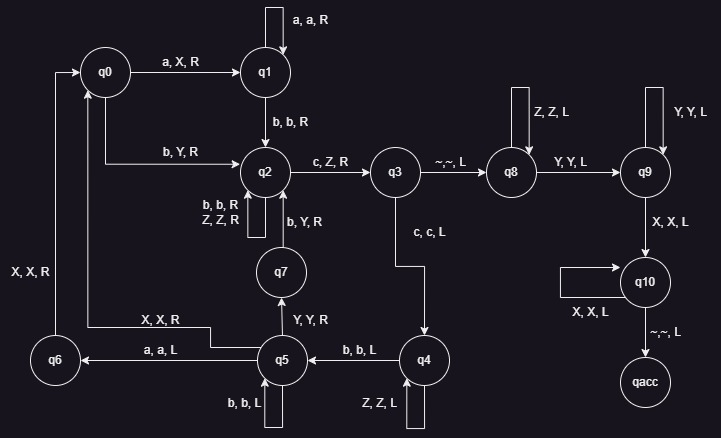 a, a, R
q0
a, X, R
q1
b, b, R
Z, Z, L
Y, Y, L
b, Y, R
q2
c, Z, R
q3
~,~, L
q8
Y, Y, L
q9
b, b, R
Z, Z, R
b, Y, R
X, X, L
c, c, L
X, X, R
q7
q10
X, X, L
X, X, R
Y, Y, R
~,~, L
q6
a, a, L
q5
b, b, L
q4
qacc
b, b, L
Z, Z, L